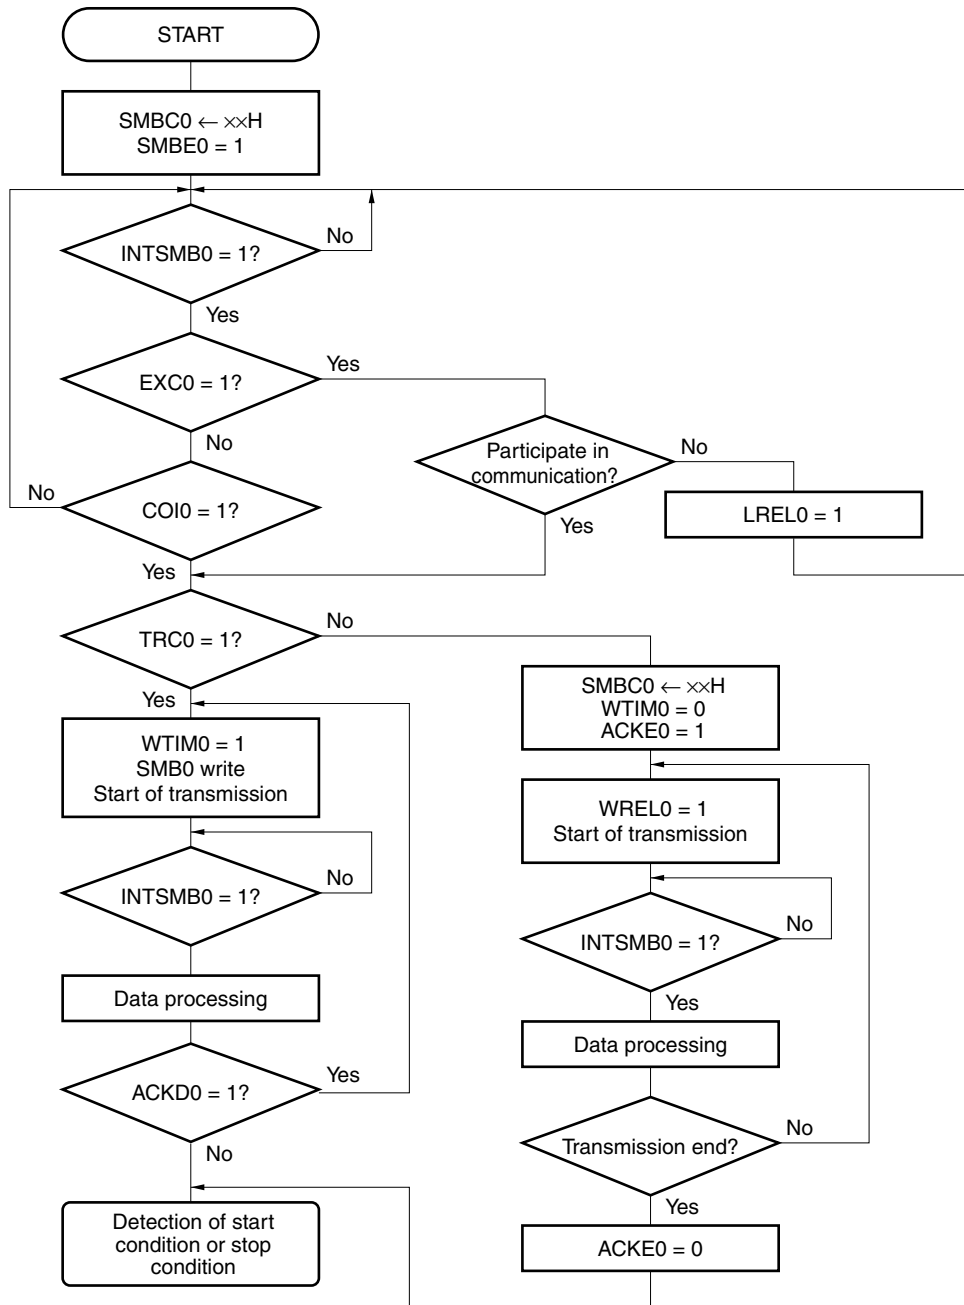 START
SMBC0 ← ××H
SMBE0 = 1
INTSMB0 = 1?
No
Yes
EXC0 = 1?
Yes
No
Participate in
communication?
No
Yes
LREL0 = 1
COI0 = 1?
No
Yes
TRC0 = 1?
No
Yes
WTIM0 = 1
SMB0 write
Start of transmission
INTSMB0 = 1?
No
Data processing
ACKD0 = 1?
Yes
No
Detection of start
condition or stop
condition
SMBC0 ← ××H
WTIM0 = 0
ACKE0 = 1
WREL0 = 1
Start of transmission
INTSMB0 = 1?
No
Yes
Data processing
Transmission end?
No
Yes
ACKE0 = 0